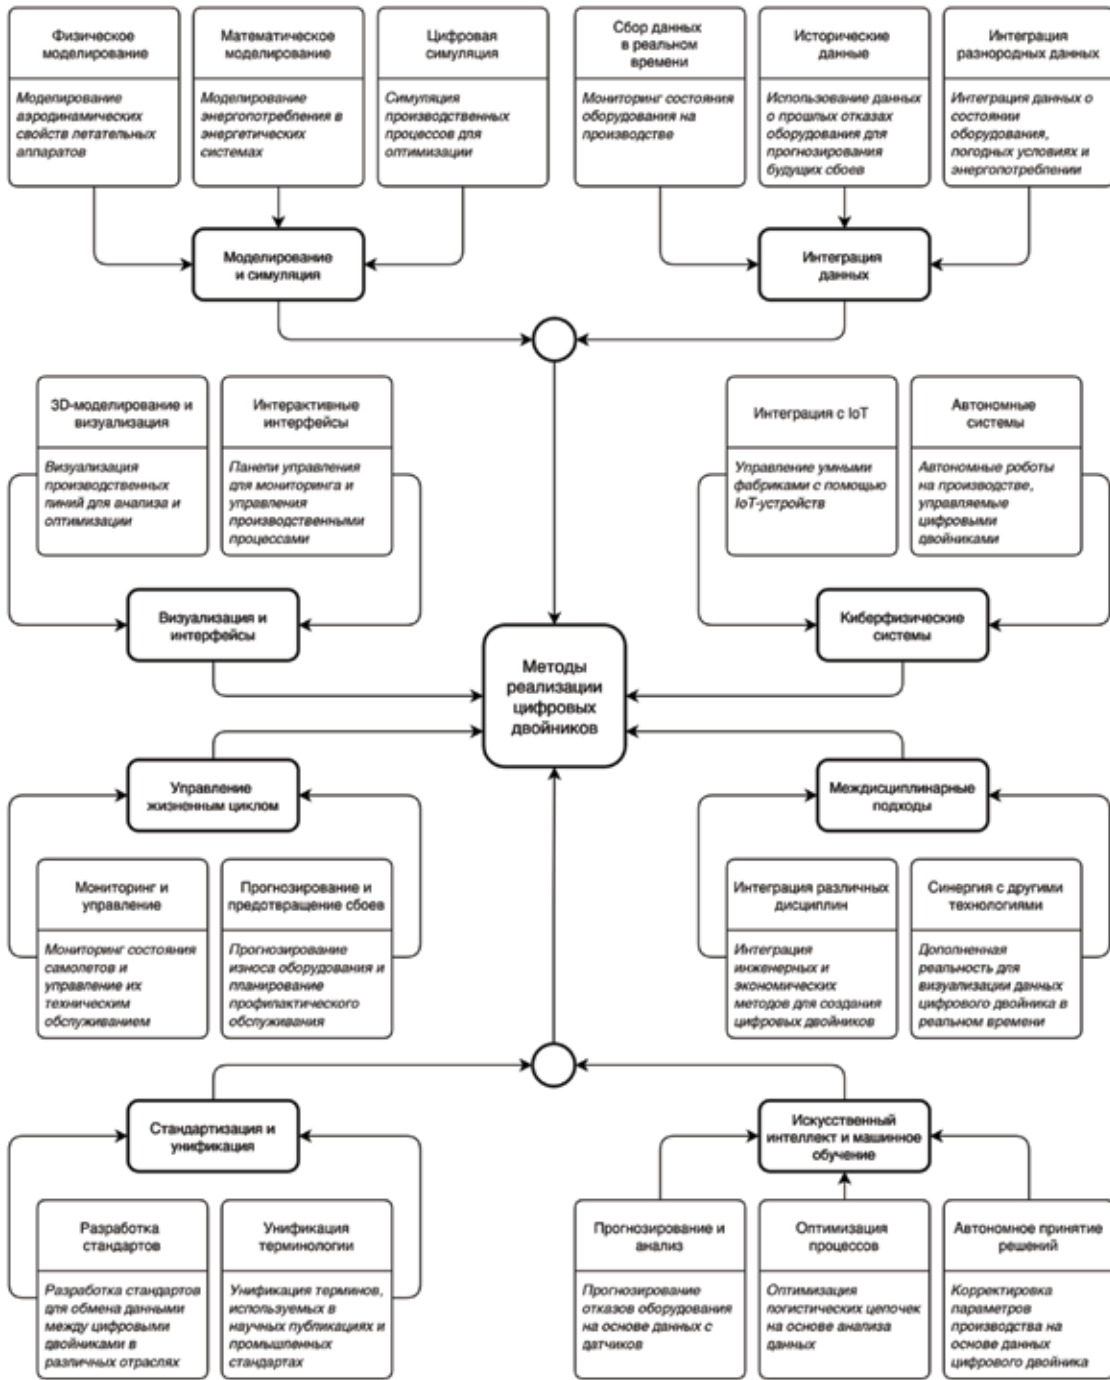 Физическое
моделирование
Моделирование
аэродинамических
свойств летательных
аппаратов
Математическое
моделирование
Моделирование
энергопотребления в
энергетических
системах
Цифровая
симуляция
Симуляция
производственных
процессов для
оптимизации
Сбор данных
в реальном
времени
Мониторинг состояния
оборудования на
производстве
Исторические
данные
Использование данных
о прошлых отказах
оборудования для
прогнозирования
будущих сбоев
Интеграция
разнородных данных
Интеграция данных о
состоянии
оборудования,
погодных условиях и
энергопотреблении
Моделирование
и симуляция
Интеграция
данных
3D-моделирование и
визуализация
Визуализация
производственных
линий для анализа и
оптимизации
Интерактивные
интерфейсы
Панели управления
для мониторинга и
управления
производственными
процессами
Интеграция с IoT
Управление умными
фабриками с помощью
IoT-устройств
Автономные
системы
Автономные роботы
на производстве,
управляемые
цифровыми
двойниками
Визуализация и
интерфейсы
Киберфизические
системы
Методы
реализации
цифровых
двойников
Управление
жизненным циклом
Междисциплинарные
подходы
Мониторинг и
управление
Мониторинг состояния
самолетов и
управление их
техническим
обслуживанием
Прогнозирование и
предотвращение сбоев
Прогнозирование
износа оборудования и
планирование
профилактического
обслуживания
Интеграция различных
дисциплин
Интеграция
инженерных и
экономических
методов для создания
цифровых двойников
Синергия с другими
технологиями
Дополненная
реальность для
визуализации данных
цифрового двойника в
реальном времени
Стандартизация и
унификация
Искусственный
интеллект и машинное
обучение
Разработка
стандартов
Разработка стандартов
для обмена данными
между цифровыми
двойниками в
различных отраслях
Унификация
терминологии
Унификация терминов,
используемых в
научных публикациях и
промышленных
стандартах
Прогнозирование и
анализ
Прогнозирование
отказов оборудования
на основе данных с
датчиков
Оптимизация
процессов
Оптимизация
логистических цепочек
на основе анализа
данных
Автономное принятие
решений
Корректировка
параметров
производства на
основе данных
цифрового двойника